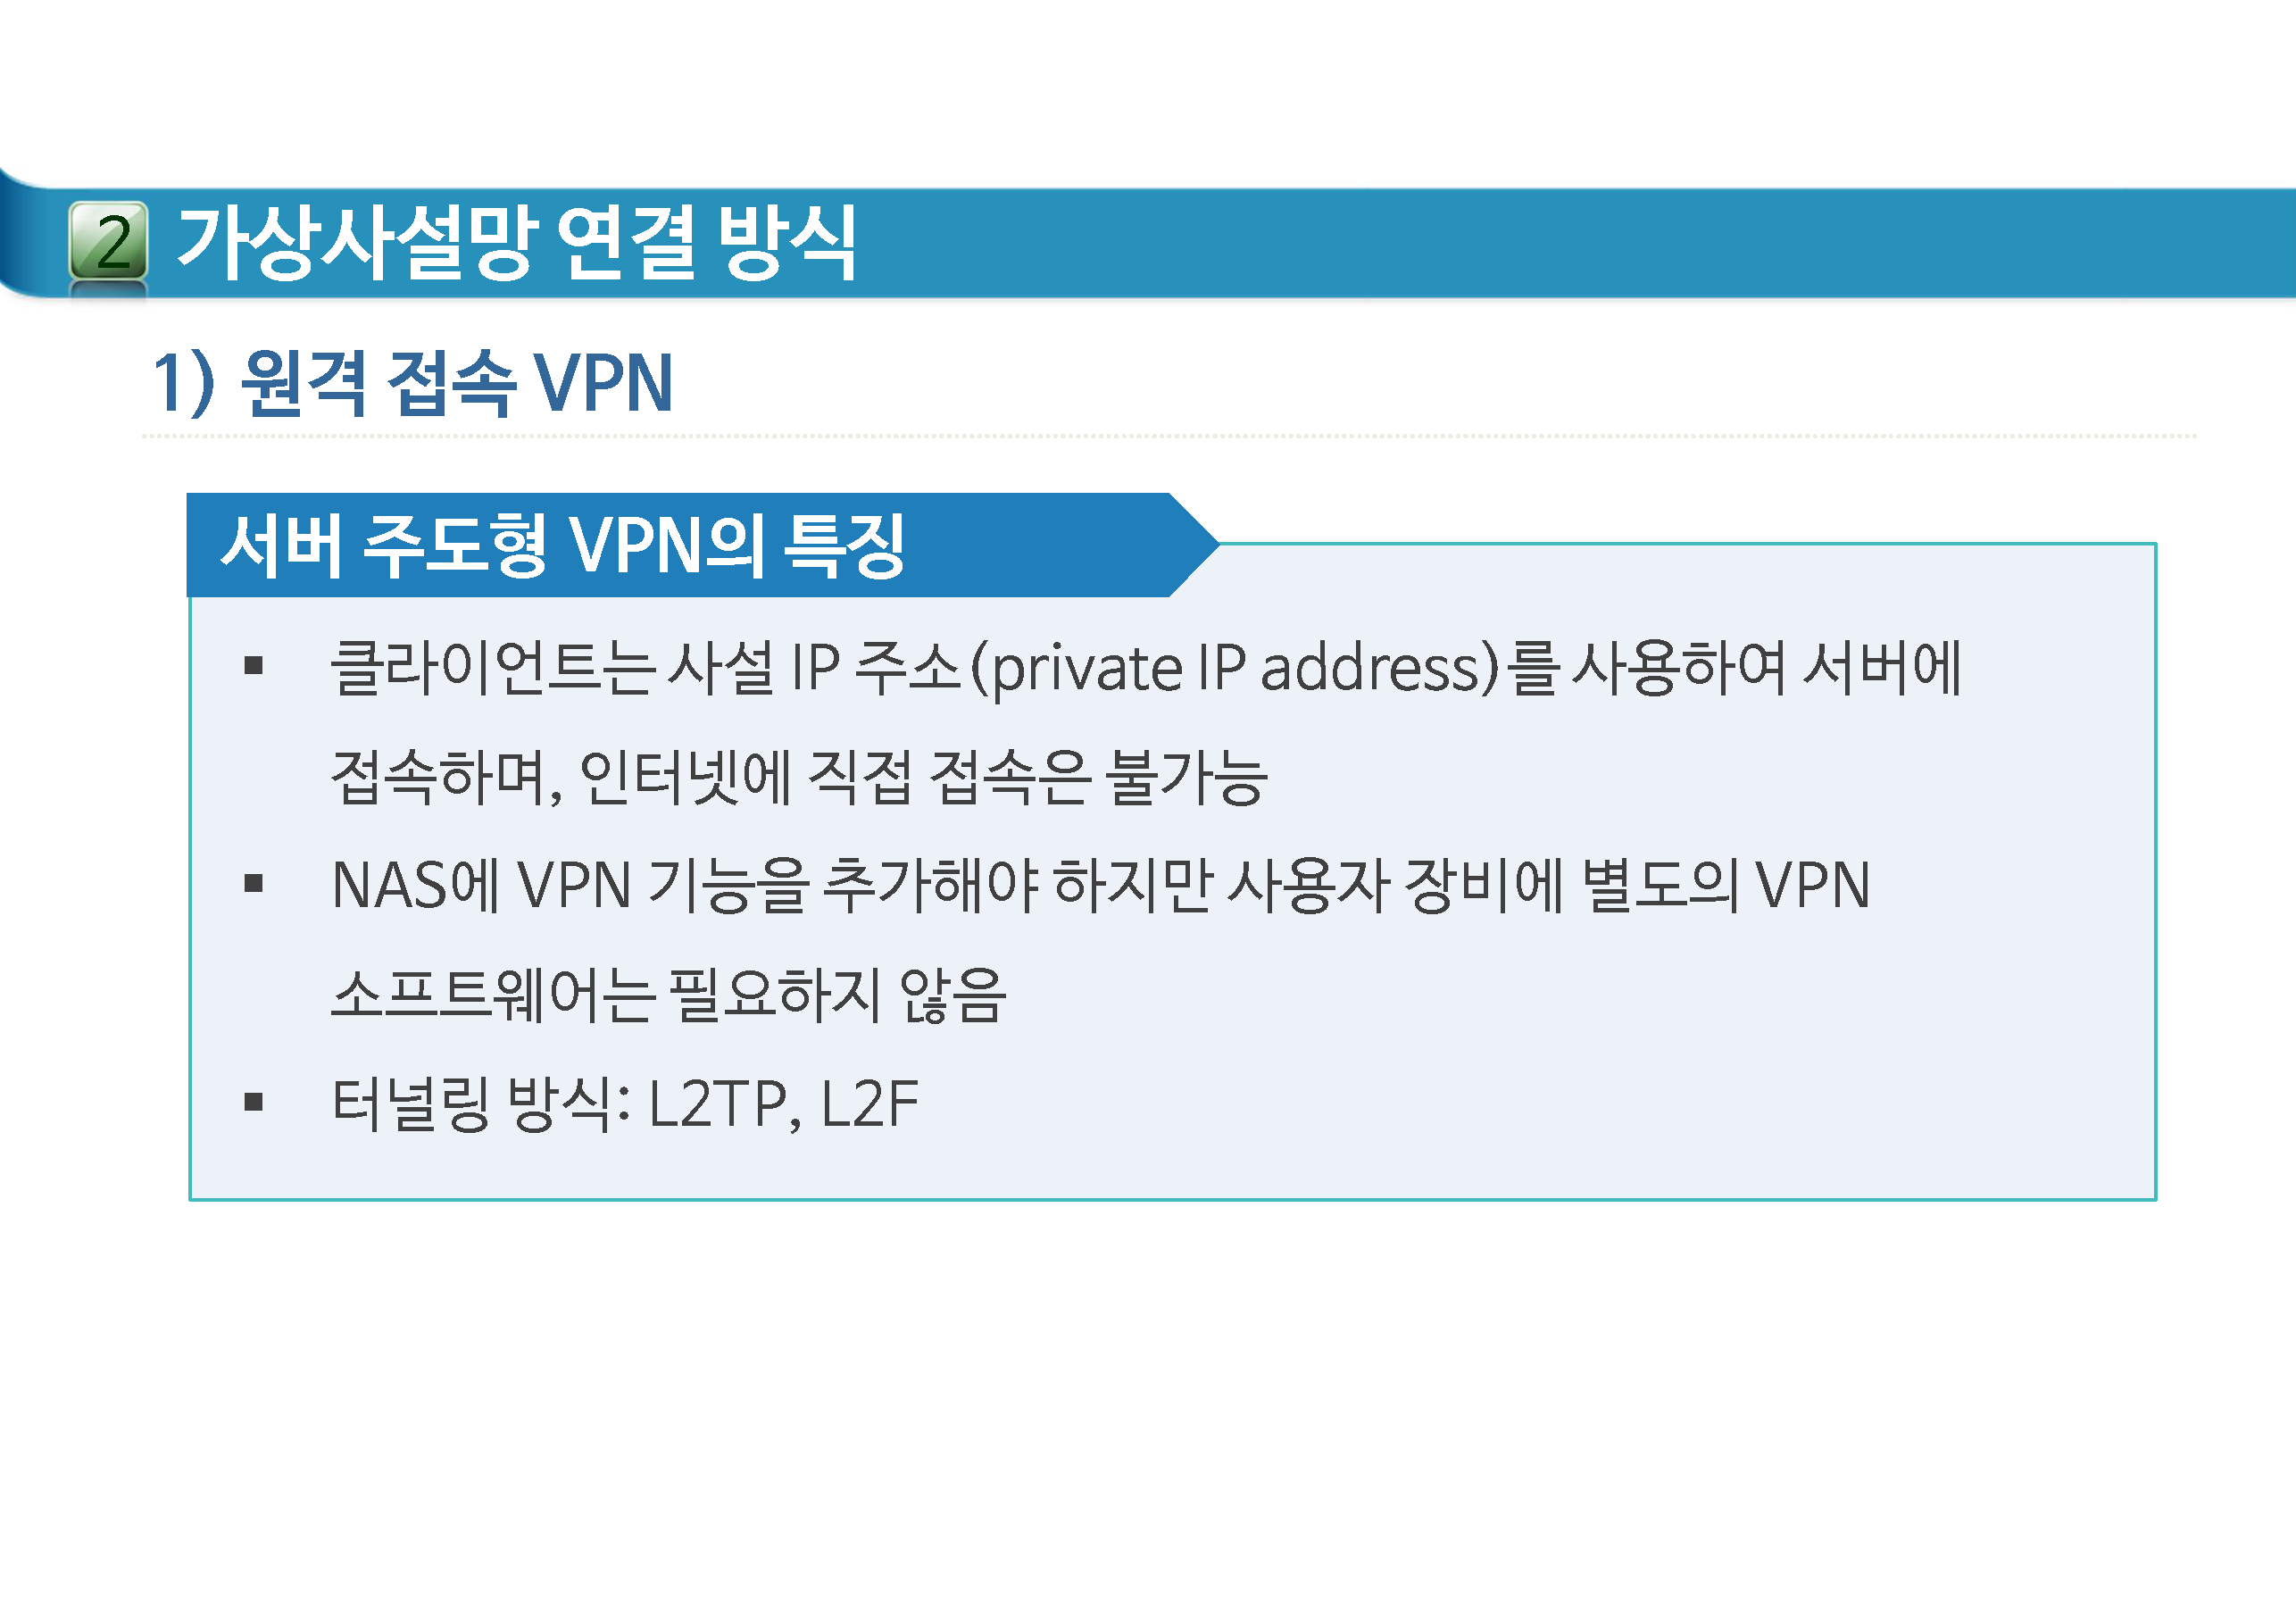 2 가상사설망 연결 방식
1) 원격 접속 VPN
서버 주도형 VPN의 특징
▪ 클라이언트는 사설 IP 주소(private IP address)를 사용하여 서버에
접속하며, 인터넷에 직접 접속은 불가능
▪ NAS에 VPN 기능을 추가해야 하지만 사용자 장비에 별도의 VPN
소프트웨어는 필요하지 않음
▪ 터널링 방식: L2TP, L2F